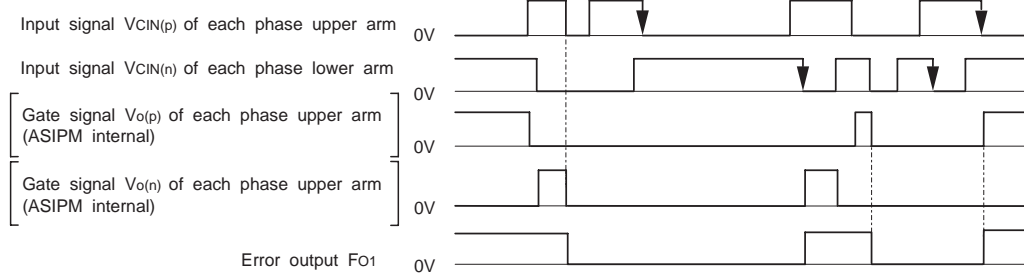 Input signal VCIN(p) of each phase upper arm
0V
Input signal VCIN(n) of each phase lower arm
0V
Gate signal Vo(p) of each phase upper arm
(ASIPM internal)
0V
Gate signal Vo(n) of each phase upper arm
(ASIPM internal)
0V
Error output FO1
0V